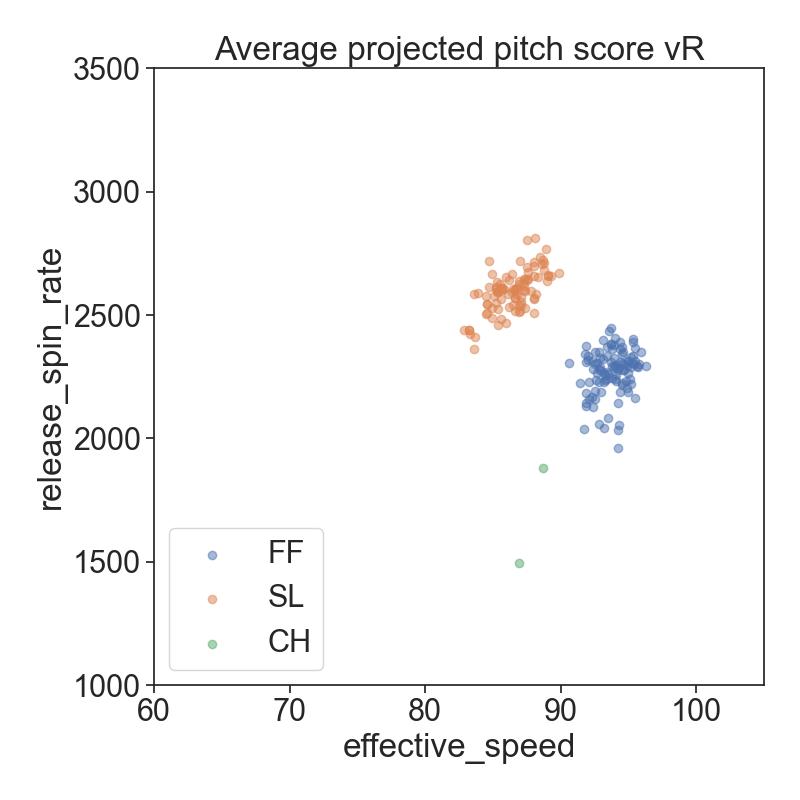 Average projected pitch score vR
3500
3000
2500
2000
1500
1000
release_spin_rate
FF
SL
CH
60 70 80 90 100
effective_speed